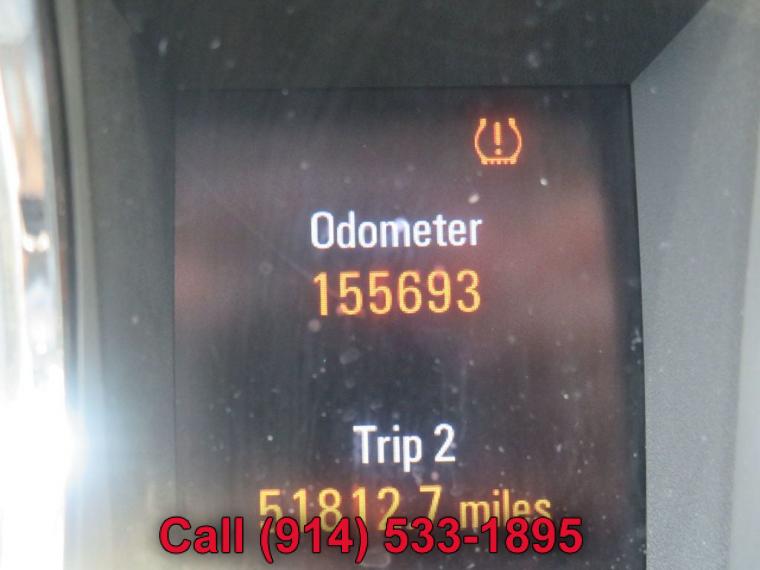 Odometer
155693
Trip 2
51812.7 miles
Call (914) 533-1895